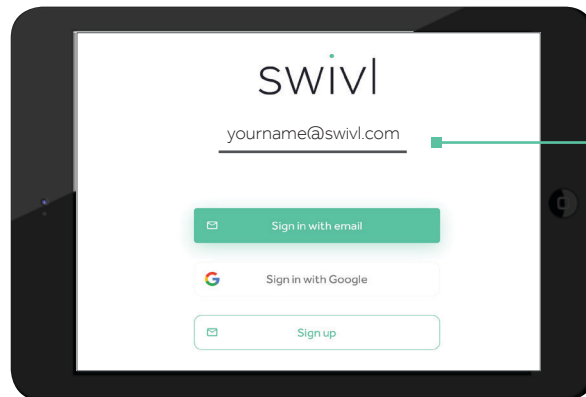 swivl
yourname@swivl.com
Sign in with email
Sign in with Google
Sign up